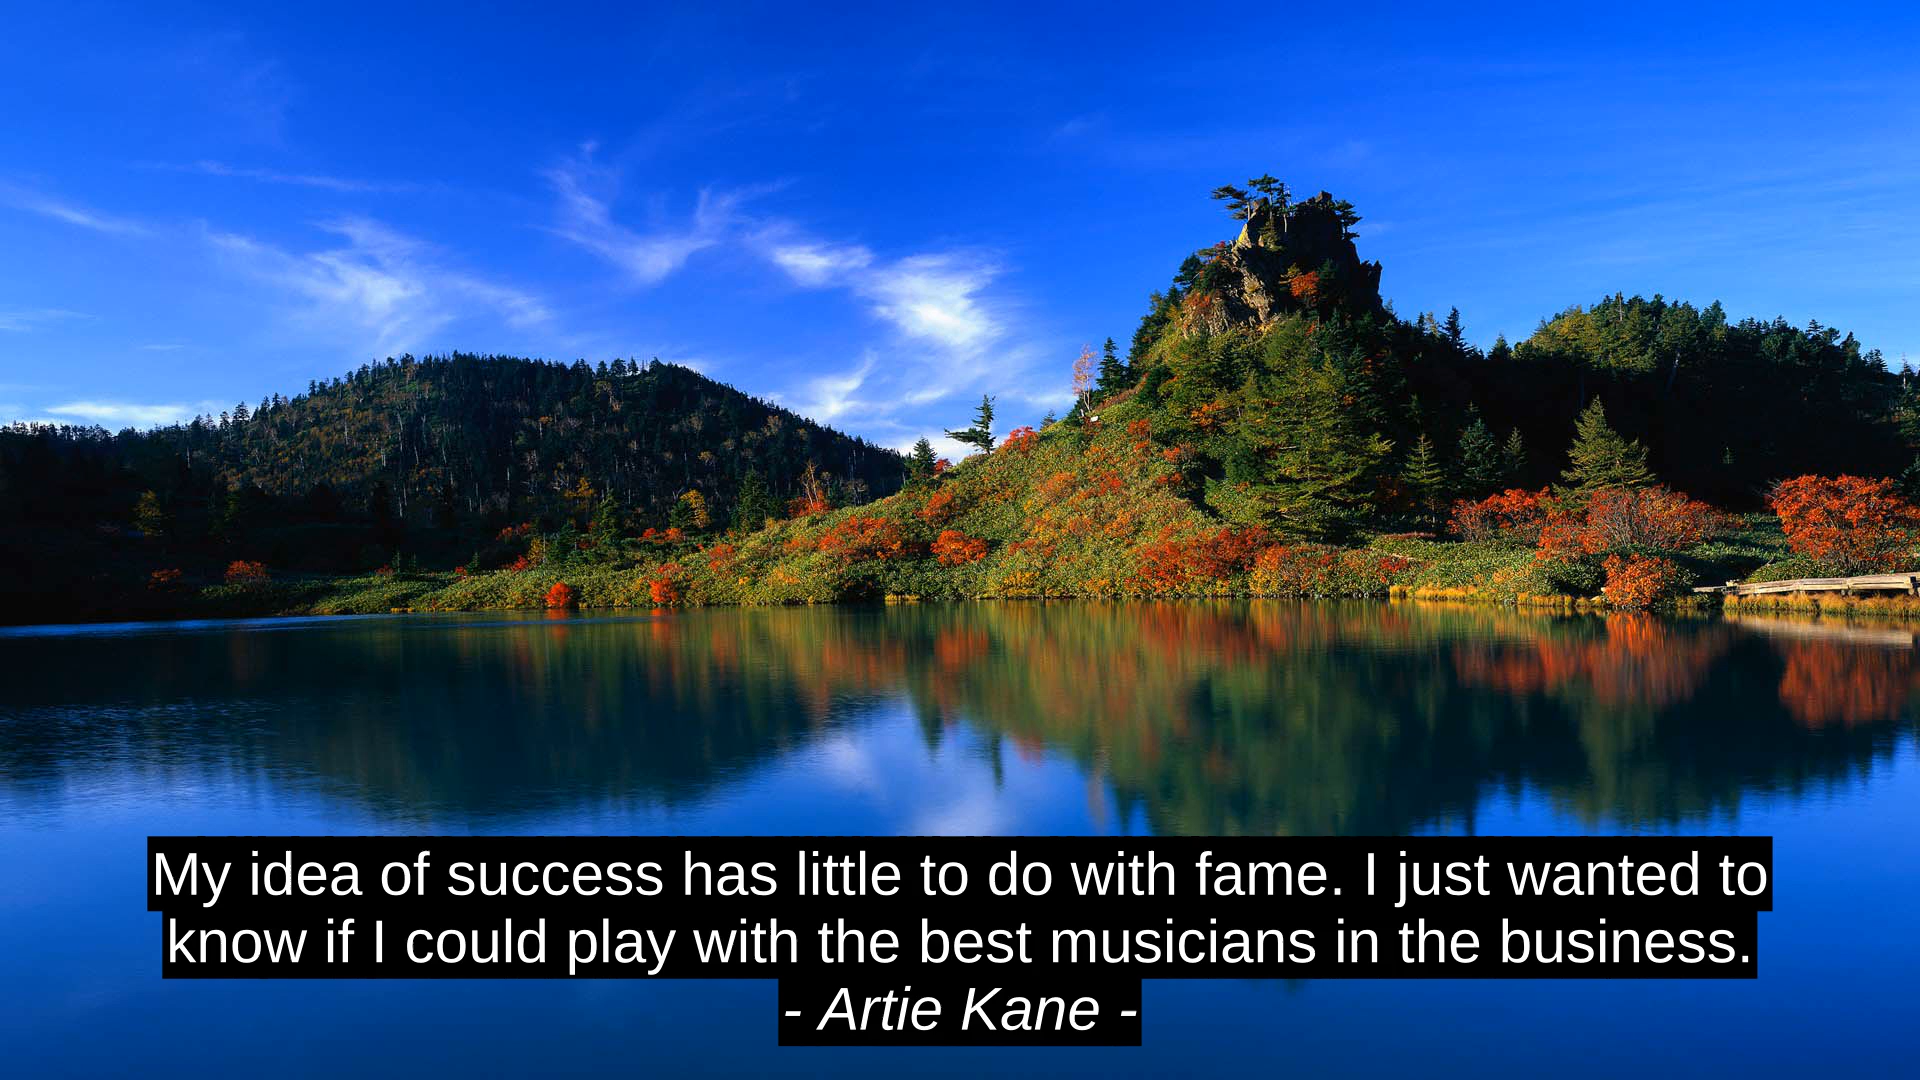 My idea of success has little to do with fame. I just wanted to
know if I could play with the best musicians in the business.
- Artie Kane -